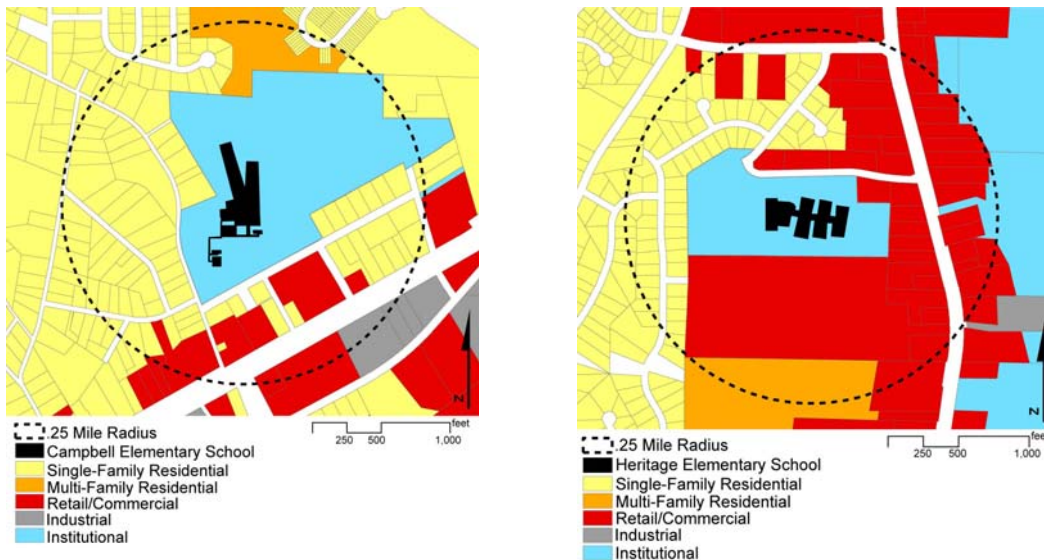 N
feet
250 500 1,000
.25 Mile Radius
Campbell Elementary School
Single-Family Residential
Multi-Family Residential
Retail/Commercial
Industrial
Institutional
N
feet
250 500 1,000
.25 Mile Radius
Heritage Elementary School
Single-Family Residential
Multi-Family Residential
Retail/Commercial
Industrial
Institutional